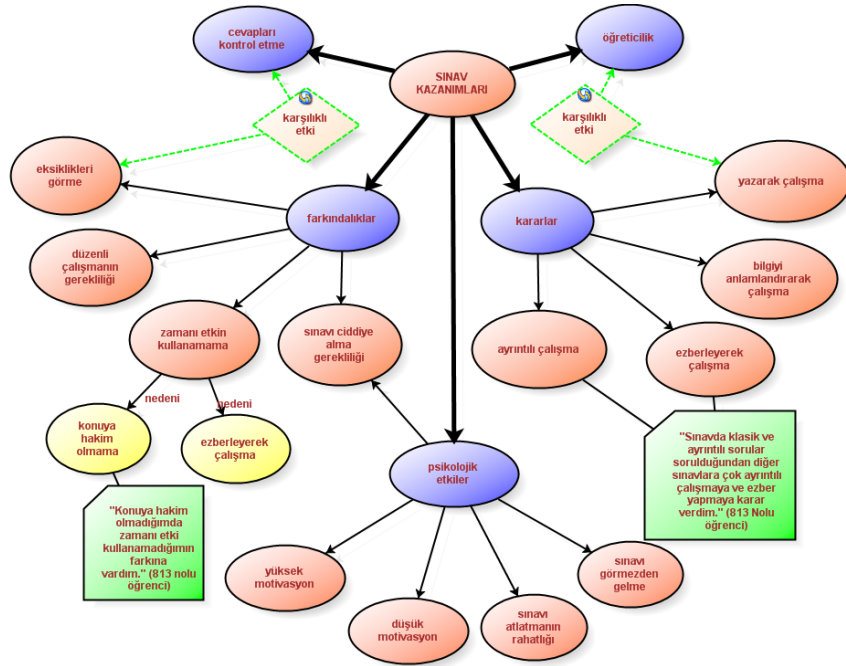 cevapları
kontrol etme
öğreticilik
SINAV
KAZANIMLARI
karşılıklı
etki
karşılıklı
etki
eksiklikleri
görme
yazarak çalışma
farkındalıklar
kararlar
düzenli
çalışmanın
gerekliliği
bilgiyi
anlamlandırarak
çalışma
zamanı etkin
kullanamama
sınavı ciddiye
alma
gerekliliği
ayrıntılı çalışma
ezberleyerek
çalışma
nedeni
nedeni
konuya
hakim
olmama
ezberleyerek
çalışma
"Sınavda klasik ve
ayrıntılı sorular
sorulduğundan diğer
sınavlara çok ayrıntılı
çalışmaya ve ezber
yapmaya karar
verdim." (813 Nolu
öğrenci)
psikolojik
etkiler
"Konuya hakim
olmadığımda
zamanı etki
kullanamadığımın
farkına
vardım." (813 nolu
öğrenci)
yüksek
motivasyon
düşük
motivasyon
sınavı
atlatmanın
rahatlığı
sınavı
görmezden
gelme